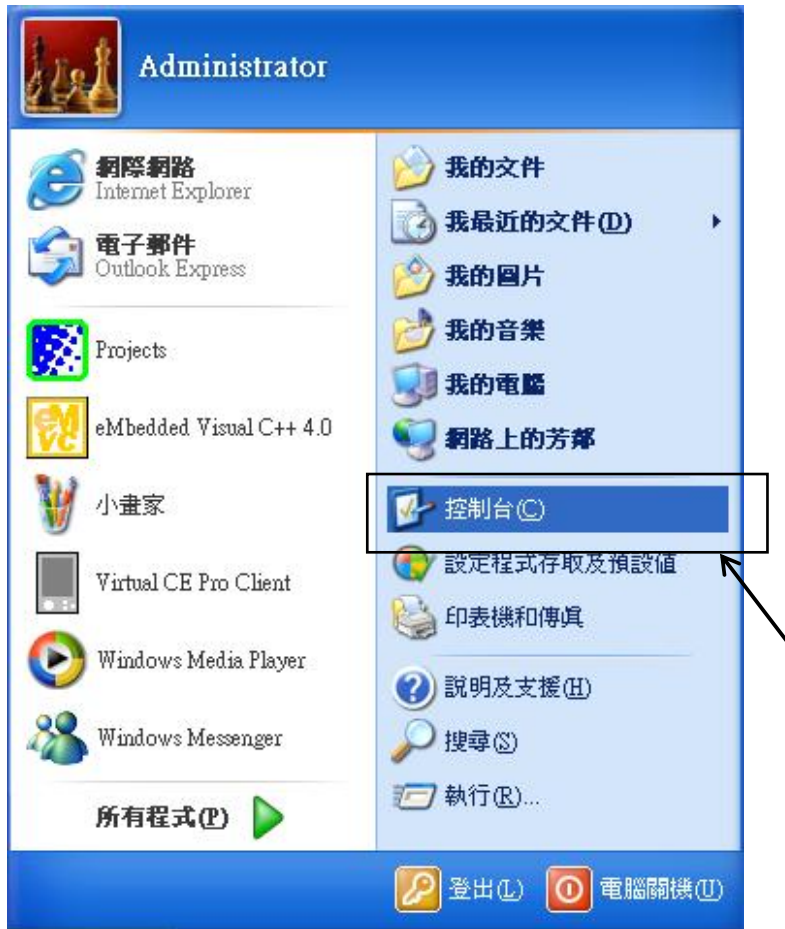 Administrator
網際網路
Internet Explorer
電子郵件
Outlook Express
Projects
eMbedded Visual C++ 4.0
小畫家
Virtual CE Pro Client
Windows Media Player
Windows Messenger
所有程式(P)
我的文件
我最近的文件(D)
我的圖片
我的音樂
我的電腦
網路上的芳鄰
控制台(C)
設定程式存取及預設值
印表機和傳真
說明及支援(H)
搜尋(S)
執行(R)...
登出(L)
電腦關機(U)